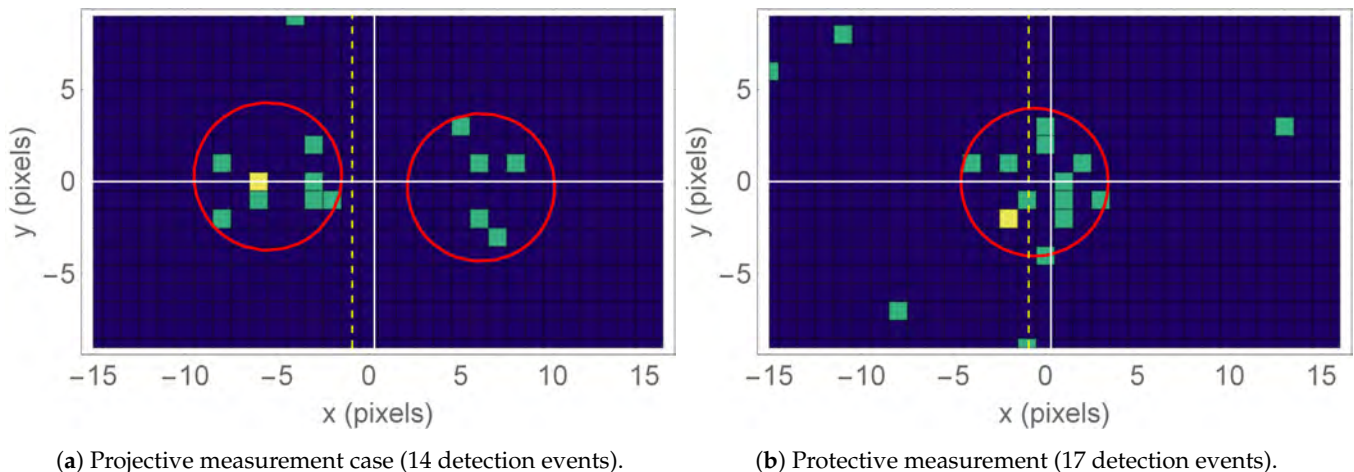 5
0
−5
y (pixels)
−15 −10 −5 0 5 10 15
x (pixels)
(a) Projective measurement case (14 detection events).
5
0
−5
y (pixels)
−15 −10 −5 0 5 10 15
x (pixels)
(b) Protective measurement (17 detection events).